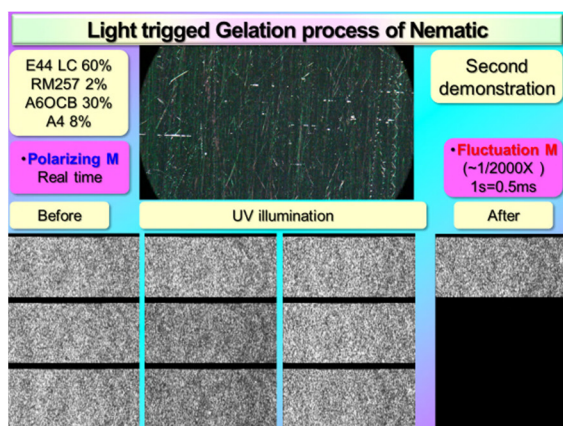 Light trigged Gelation process of Nematic
E44 LC 60%
RM257 2%
A6OCB 30%
A4 8%
•Polarizing M
Real time
Second
demonstration
•Fluctuation M
(~1/2000X )
1s=0.5ms
Before
UV illumination
After